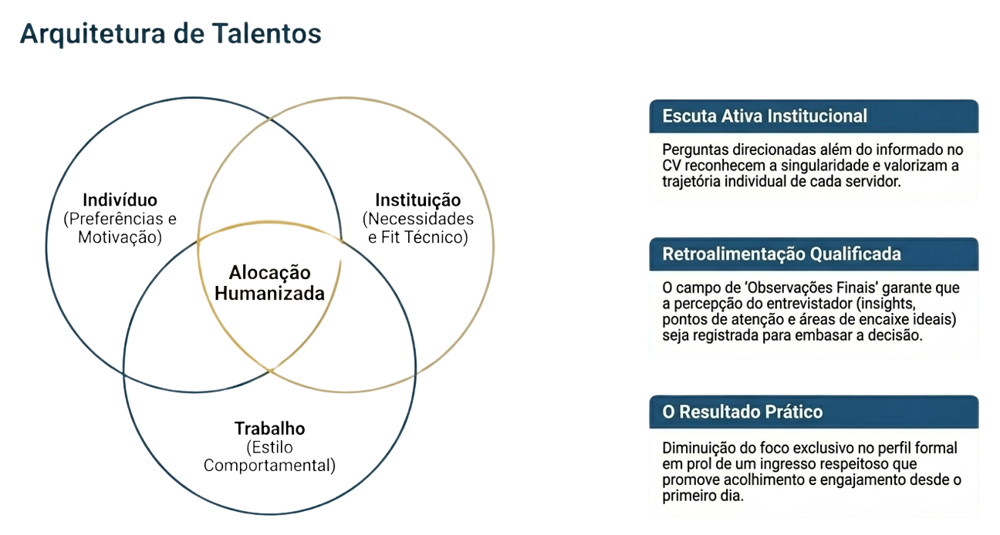 Arquitetura de Talentos
Indivíduo
(Preferências e
Motivação)
Instituição
(Necessidades
e Fit Técnico)
Alocação
Humanizada
Trabalho
(Estilo
Comportamental)
Escuta Ativa Institucional
Perguntas direcionadas além do informado no
CV reconhecem a singularidade e valorizam a
trajetória individual de cada servidor.
Retroalimentação Qualificada
O campo de ‘Observações Finais’ garante que
a percepção do entrevistador (insights,
pontos de atenção e áreas de encaixe ideais)
seja registrada para embasar a decisão.
O Resultado Prático
Diminuição do foco exclusivo no perfil formal
em prol de um ingresso respeitoso que
promove acolhimento e engajamento desde o
primeiro dia.